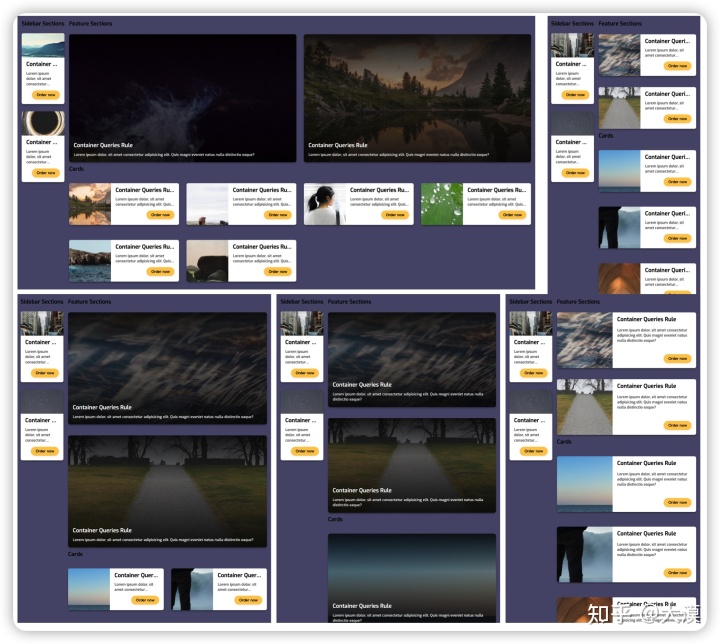 Sidebar Sections Feature Sections
Container ...
Lorem ipsum
dolor, sit amet
consectetur...
Order now
Container ...
Lorem ipsum
dolor, sit amet
consectetur...
Order now
Container Queries Rule
Lorem ipsum dolor, sit amet consectetur adipisicing elit. Quis magni eveniet natus nulla distinctio eaque?
Container Queries Rule
Lorem ipsum dolor, sit amet consectetur adipisicing elit. Quis magni eveniet natus nulla distinctio eaque?
Cards
Container Queries Ru...
Lorem ipsum dolor, sit amet
consectetur adipisicing elit. Quis...
Order now
Container Queries Ru...
Lorem ipsum dolor, sit amet
consectetur adipisicing elit. Quis...
Order now
Container Queries Ru...
Lorem ipsum dolor, sit amet
consectetur adipisicing elit. Quis...
Order now
Container Queries Ru...
Lorem ipsum dolor, sit amet
consectetur adipisicing elit. Quis...
Order now
Container Queries Ru...
Lorem ipsum dolor, sit amet
consectetur adipisicing elit. Quis...
Order now
Container Queries Ru...
Lorem ipsum dolor, sit amet
consectetur adipisicing elit. Quis...
Order now
Sidebar Sections Feature Sections
Container ...
Lorem ipsum
dolor, sit amet
consectetur...
Order now
Container ...
Lorem ipsum
dolor, sit amet
consectetur...
Order now
Container Queri...
Lorem ipsum dolor, sit
amet consectetur...
Order now
Container Queri...
Lorem ipsum dolor, sit
amet consectetur...
Order now
Cards
Container Queri...
Lorem ipsum dolor, sit
amet consectetur...
Order now
Container Queri...
Lorem ipsum dolor, sit
amet consectetur...
Order now
Container Queri...
Lorem ipsum dolor, sit
amet consectetur...
Sidebar Sections Feature Sections
Container ...
Lorem ipsum
dolor, sit amet
consectetur...
Order now
Container ...
Lorem ipsum
dolor, sit amet
consectetur...
Order now
Container Queries Rule
Lorem ipsum dolor, sit amet consectetur adipisicing elit. Quis magni eveniet natus nulla distinctio eaque?
Container Queries Rule
Lorem ipsum dolor, sit amet consectetur adipisicing elit. Quis magni eveniet natus nulla distinctio eaque?
Cards
Container Quer...
Lorem ipsum dolor, sit
amet consectetur...
Order now
Container Quer...
Lorem ipsum dolor, sit
amet consectetur...
Order now
Sidebar Sections Feature Sections
Container ...
Lorem ipsum
dolor, sit amet
consectetur...
Order now
Container ...
Lorem ipsum
dolor, sit amet
consectetur...
Order now
Container Queries Rule
Lorem ipsum dolor, sit amet consectetur adipisicing elit. Quis magni eveniet natus nulla
distinctio eaque?
Container Queries Rule
Lorem ipsum dolor, sit amet consectetur adipisicing elit. Quis magni eveniet natus nulla
distinctio eaque?
Cards
Container Queries Rule
Lorem ipsum dolor, sit amet consectetur adipisicing elit. Quis magni eveniet natus nulla
Sidebar Sections Feature Sections
Container ...
Lorem ipsum
dolor, sit amet
consectetur...
Order now
Container ...
Lorem ipsum
dolor, sit amet
consectetur...
Order now
Container Queries Rule
Lorem ipsum dolor, sit amet consectetur
adipisicing elit. Quis magni eveniet natus
nulla distinctio eaque?
Order now
Container Queries Rule
Lorem ipsum dolor, sit amet consectetur
adipisicing elit. Quis magni eveniet natus
nulla distinctio eaque?
Order now
Cards
Container Queries Rule
Lorem ipsum dolor, sit amet consectetur
adipisicing elit. Quis magni eveniet natus
nulla distinctio eaque?
Order now
Container Queries Rule
Lorem ipsum dolor, sit amet consectetur
adipisicing elit. Quis magni eveniet natus
nulla distinctio eaque?
Order now
Container Queries Rule
知乎 @大漠